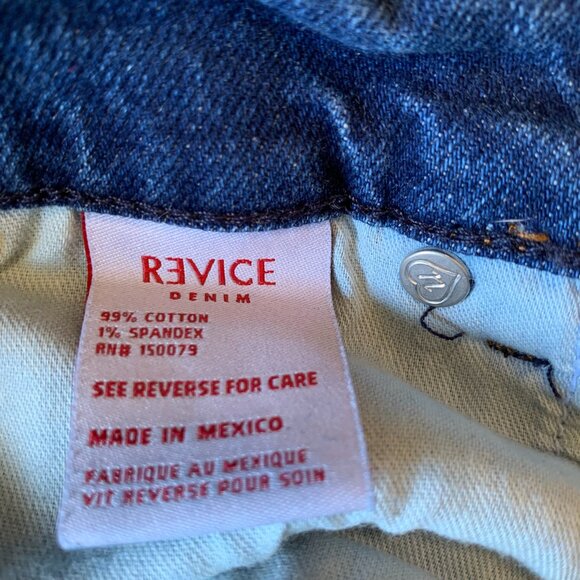 RƎVICE
DENIM
99% COTTON
1% SPANDEX
RN# 150079
SEE REVERSE FOR CARE
MADE IN MEXICO
FABRIQUE AU MEXIQUE
VIT REVERSE POUR SOIN